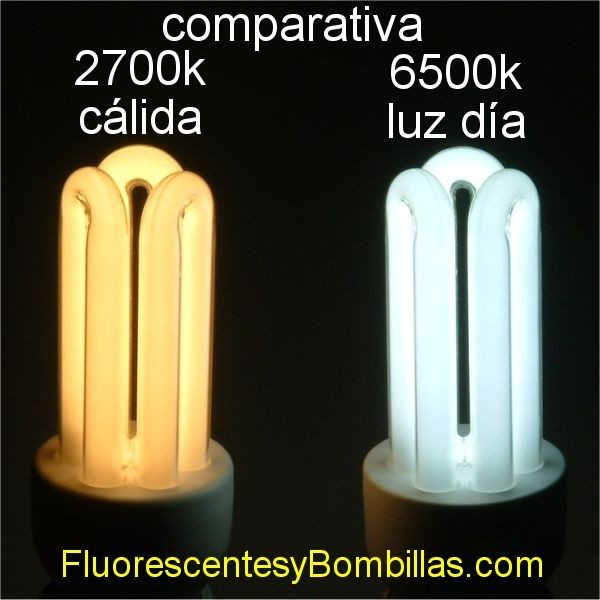 comparativa
2700k
cálida
6500k
luz día
FluorescentesyBombillas.com